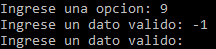 Ingrese una opcion: 9
Ingrese un dato valido: -1
Ingrese un dato valido: